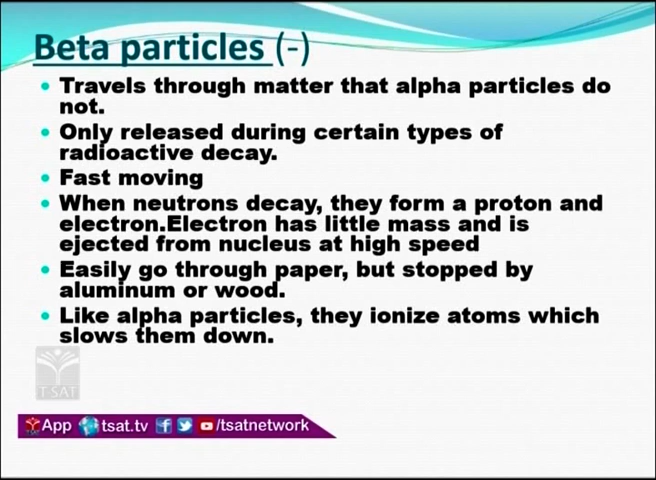 Beta particles (-)
Travels through matter that alpha particles do
not.
Only released during certain types of
radioactive decay.
Fast moving
When neutrons decay, they form a proton and
electron.Electron has little mass and is
ejected from nucleus at high speed
Easily go through paper, but stopped by
aluminum or wood.
Like alpha particles, they ionize atoms which
slows them down.
T SAT
App tsat.tv /tsatnetwork